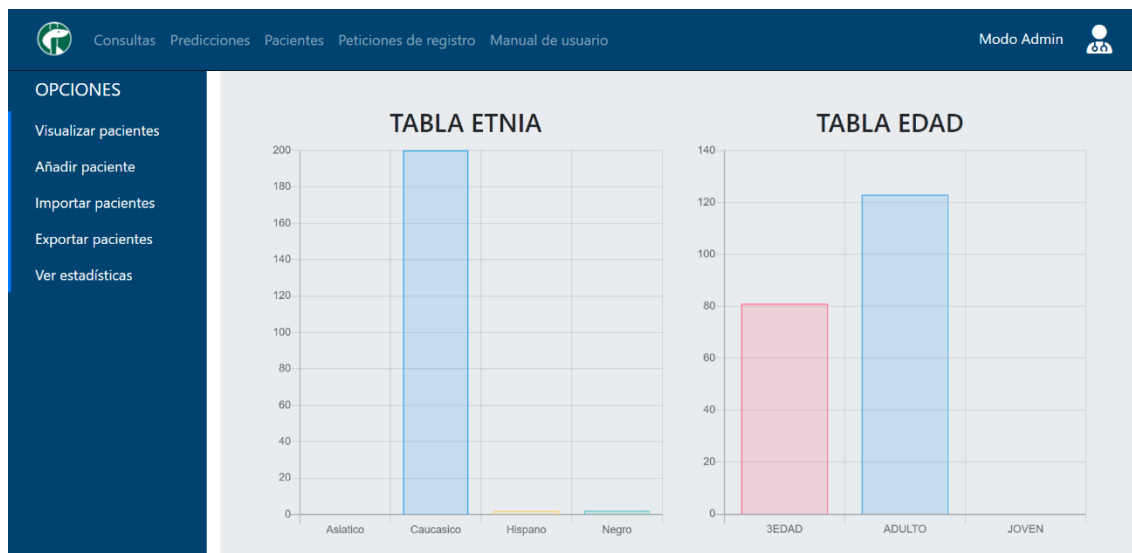 Consultas Predicciones Pacientes Peticiones de registro Manual de usuario
Modo Admin
OPCIONES
Visualizar pacientes
Añadir paciente
Importar pacientes
Exportar pacientes
Ver estadísticas
TABLA ETNIA
200
180
160
140
120
100
80
60
40
20
0
Asiatico Caucasico Hispano Negro
TABLA EDAD
140
120
100
80
60
40
20
0
3EDAD ADULTO JOVEN